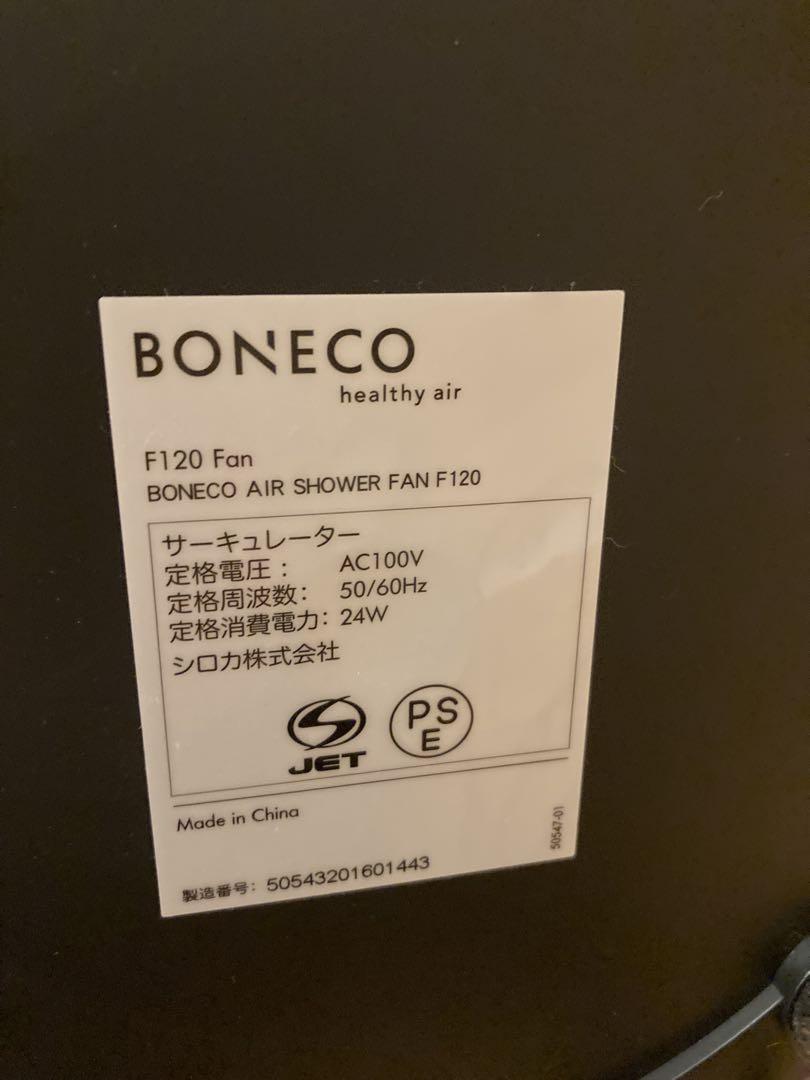 BONECO
healthy air
F120 Fan
BONECO AIR SHOWER FAN F120
サーキュレーター
定格電圧: AC100V
定格周波数: 50/60Hz
定格消費電力: 24W
シロカ株式会社
JET
PS
E
Made in China
50547-01
製造番号: 50543201601443